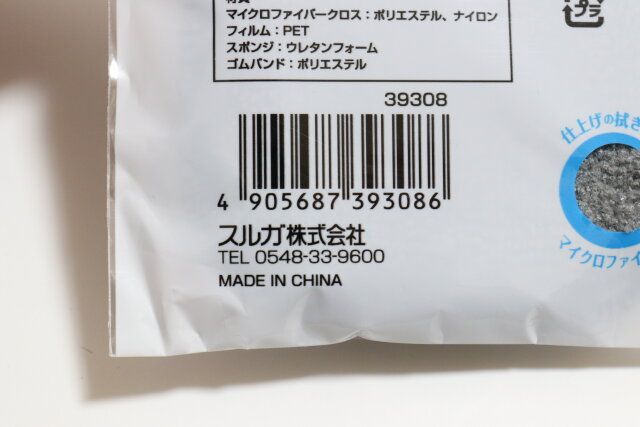 材質
マイクロファイバークロス：ポリエステル、ナイロン
フィルム：PET
スポンジ：ウレタンフォーム
ゴムバンド：ポリエステル
プラ
39308
4 905687 393086
スルガ株式会社
TEL 0548-33-9600
MADE IN CHINA
仕上げの拭き
マイクロファイ